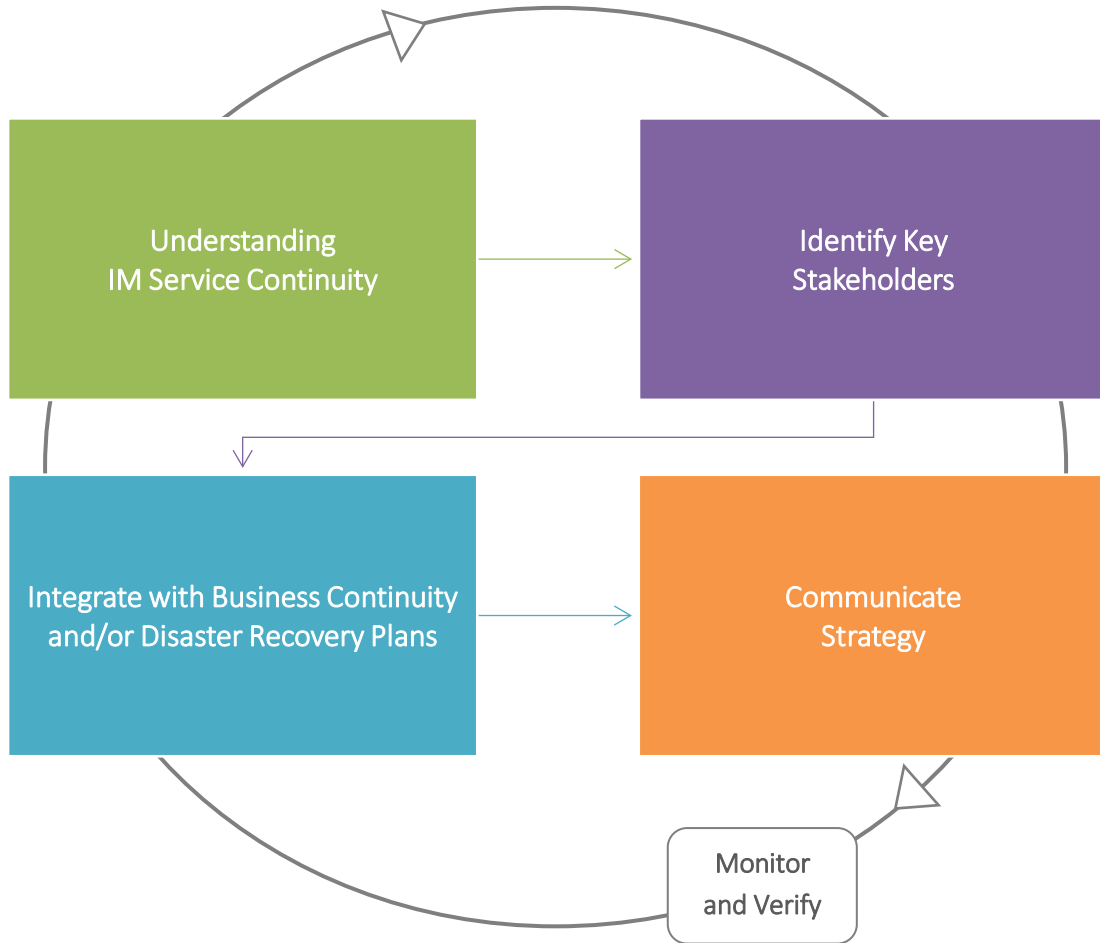 Understanding
IM Service Continuity
Identify Key
Stakeholders
Integrate with Business Continuity
and/or Disaster Recovery Plans
Communicate
Strategy
Monitor
and Verify